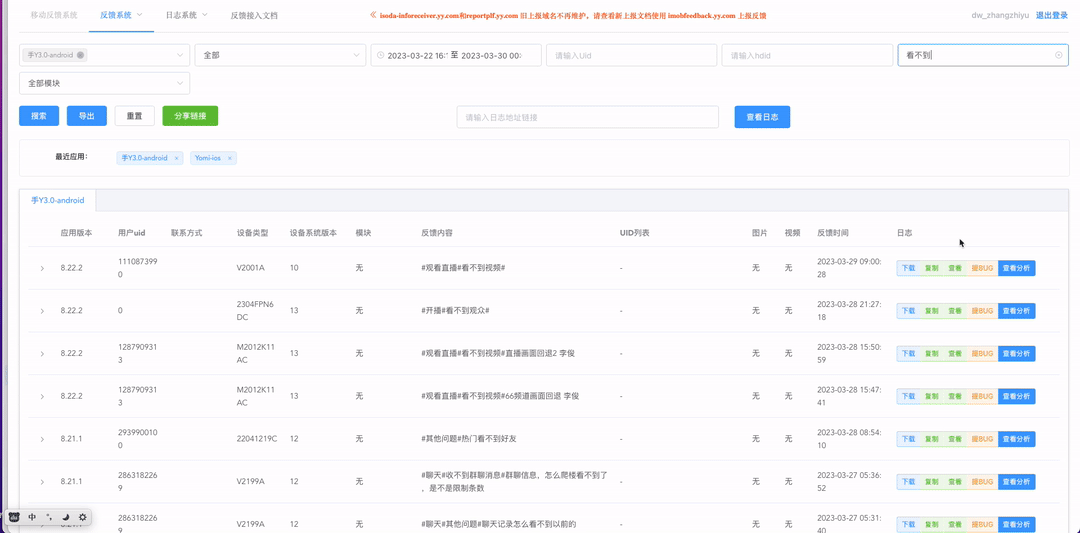 移动反馈系统 反馈系统 日志系统 反馈接入文档 isoda-inforeceiver.yy.com和reportplf.yy.com 旧上报域名不再维护，请查看新上报文档使用 imobfeedback.yy.com 上报反馈 dw_zhangzhiyu 退出登录
手Y3.0-android 全部 2023-03-22 16: 至 2023-03-30 00: 请输入Uid 请输入hdid 看不到
全部模块
搜索 导出 重置 分享链接 请输入日志地址链接 查看日志
最近应用: 手Y3.0-android × Yomi-ios ×
手Y3.0-android
应用版本 用户uid 联系方式 设备类型 设备系统版本 模块 反馈内容 UID列表 图片 视频 反馈时间 日志
8.22.2 111087399 V2001A 10 无 #观看直播#看不到视频# - 无 无 2023-03-29 09:00: 下载 复制 查看 提BUG 查看分析
0 28
8.22.2 0 2304FPN6 13 无 #开播#看不到观众# - 无 无 2023-03-28 21:27: 下载 复制 查看 提BUG 查看分析
DC 18
8.22.2 128790931 M2012K11 13 无 #观看直播#看不到视频#直播画面回退2 李俊 - 无 无 2023-03-28 15:50: 下载 复制 查看 提BUG 查看分析
3 AC 59
8.22.2 128790931 M2012K11 13 无 #观看直播#看不到视频#66频道画面回退 李俊 - 无 无 2023-03-28 15:47: 下载 复制 查看 提BUG 查看分析
3 AC 41
8.21.1 293990010 22041219C 12 无 #其他问题#热门看不到好友 - 无 无 2023-03-28 08:54: 下载 复制 查看 提BUG 查看分析
0 10
8.21.1 286318226 V2199A 12 无 #聊天#收不到群聊消息#群聊信息，怎么爬楼看不到了 - 无 无 2023-03-27 05:36: 下载 复制 查看 提BUG 查看分析
9 ，是不是限制条数 52
286318226 V2199A 12 无 #聊天#其他问题#聊天记录怎么看不到以前的 - 无 无 2023-03-27 05:31: 下载 复制 查看 提BUG 查看分析
9 40
中